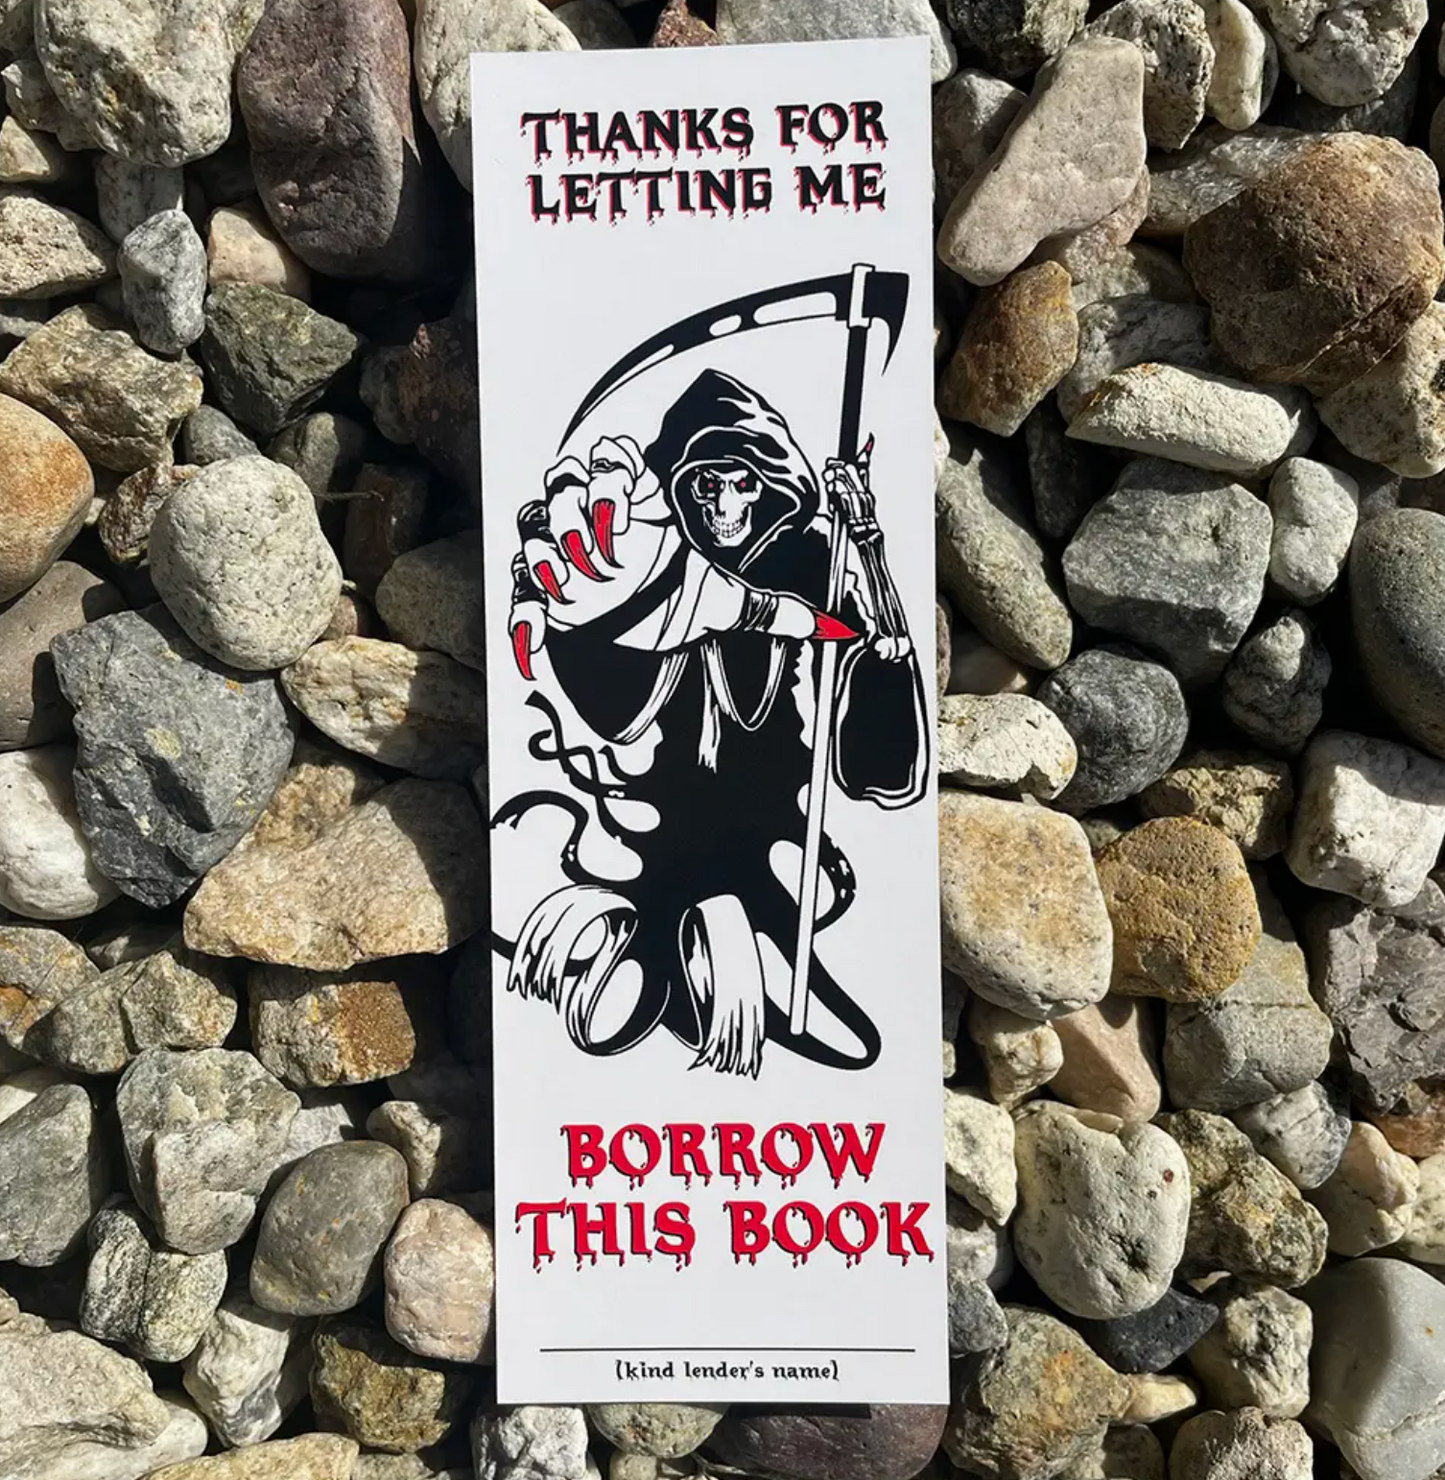 THANKS FOR
LETTING ME
BORROW
THIS BOOK
(kind lender's name)